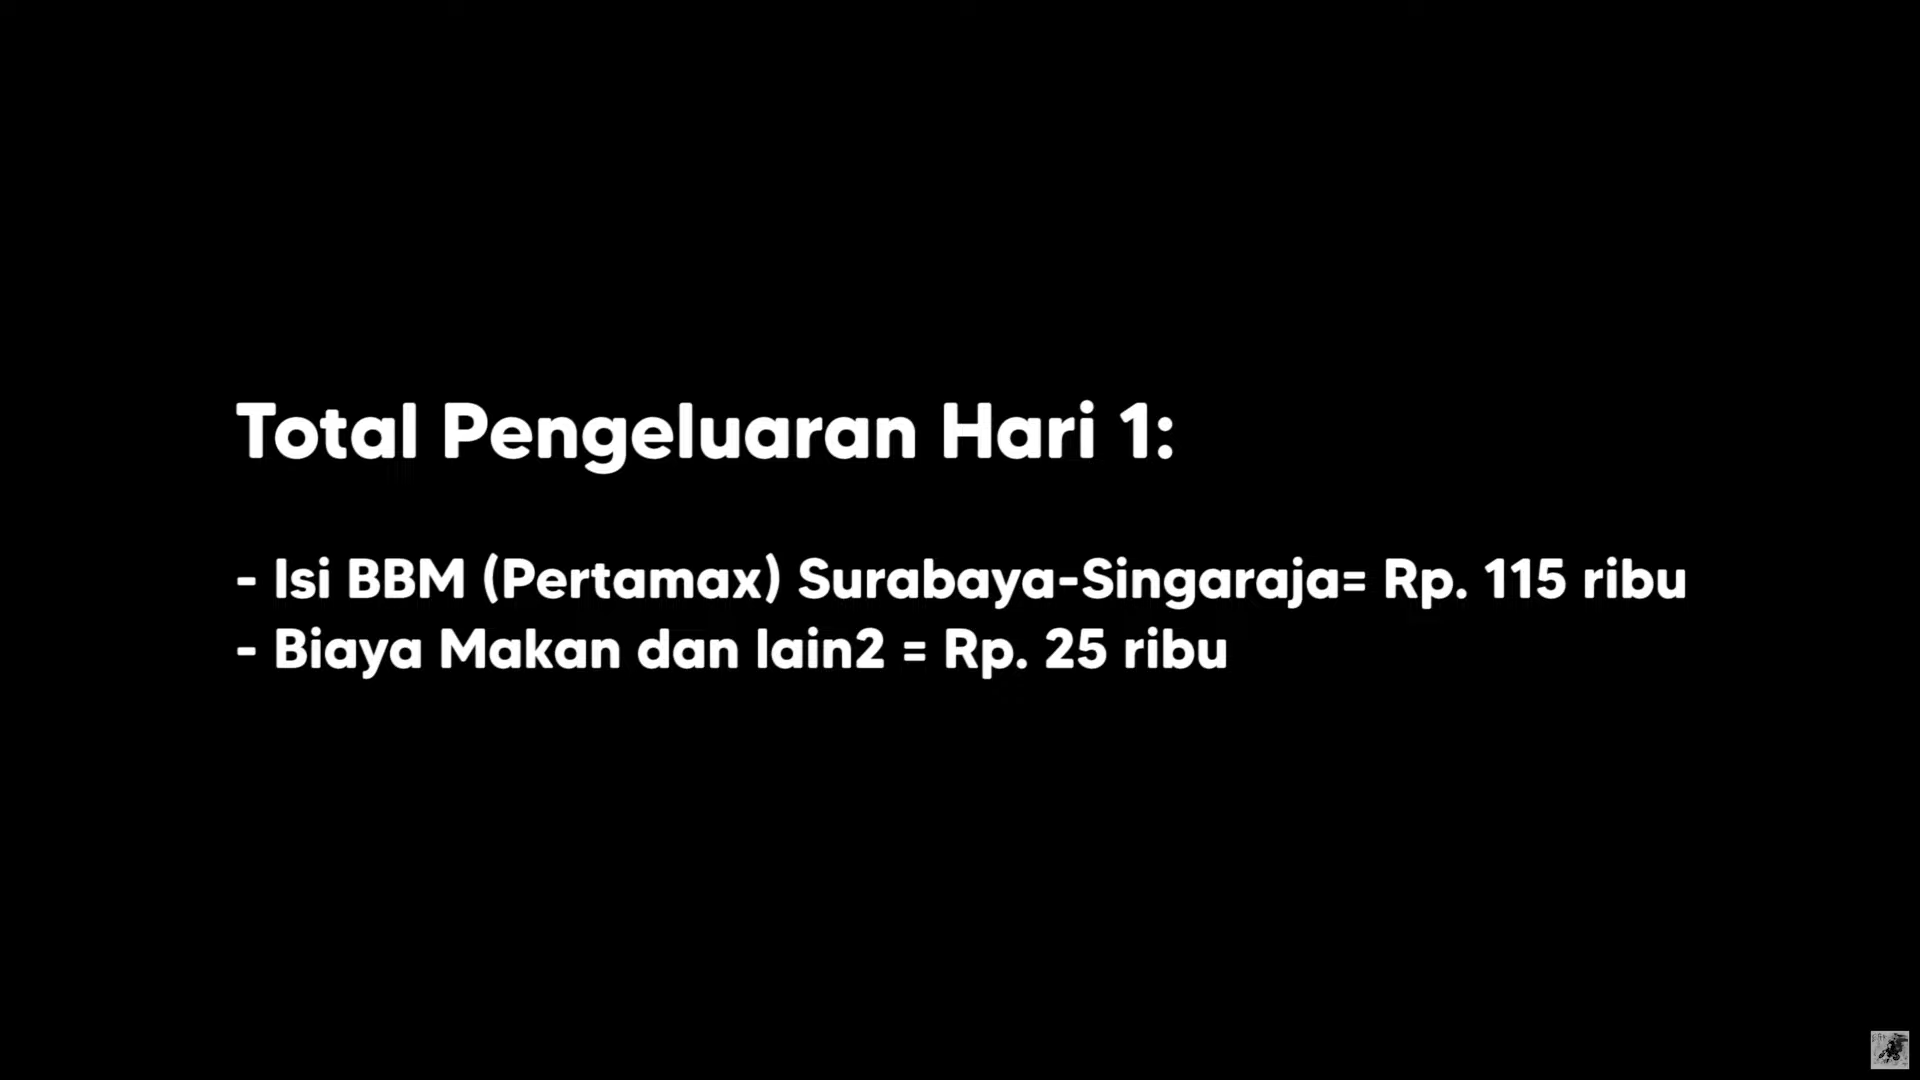 Total Pengeluaran Hari 1:
- Isi BBM (Pertamax) Surabaya-Singaraja= Rp. 115 ribu
- Biaya Makan dan lain2 = Rp. 25 ribu